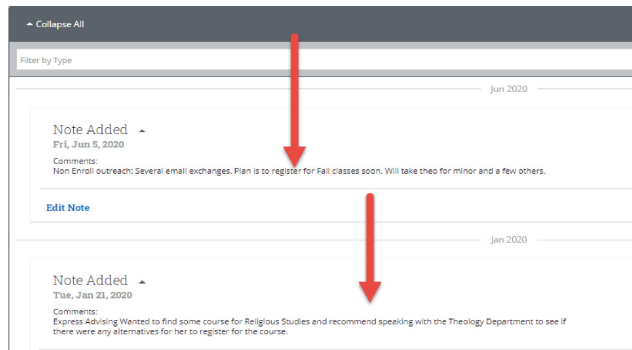 Collapse All
Filter by Type
Jun 2020
Note Added
Fri, Jun 5, 2020
Comments:
Non Enroll outreach: Several email exchanges. Plan is to register for Fall classes soon. Will take theo for minor and a few others.
Edit Note
Jan 2020
Note Added
Tue, Jan 21, 2020
Comments:
Express Advising Wanted to find some course for Religious Studies and recommend speaking with the Theology Department to see if
there were any alternatives for her to register for the course.